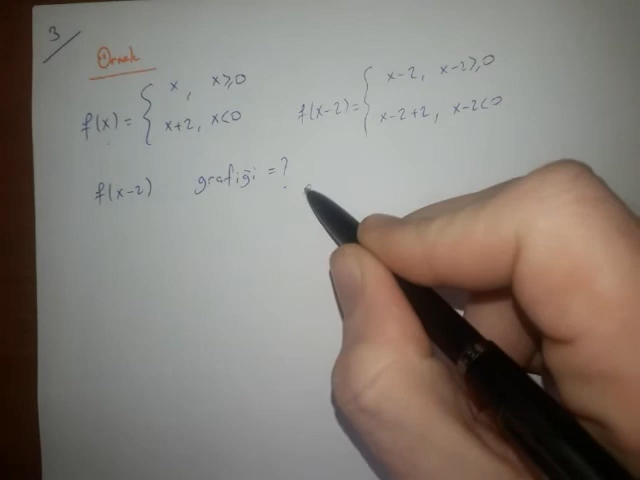 3
Örnek
f(x) = { x, x≥0
x+2, x<0
f(x-2) = { x-2, x-2≥0
x-2+2, x-2<0
f(x-2) grafiği = ?